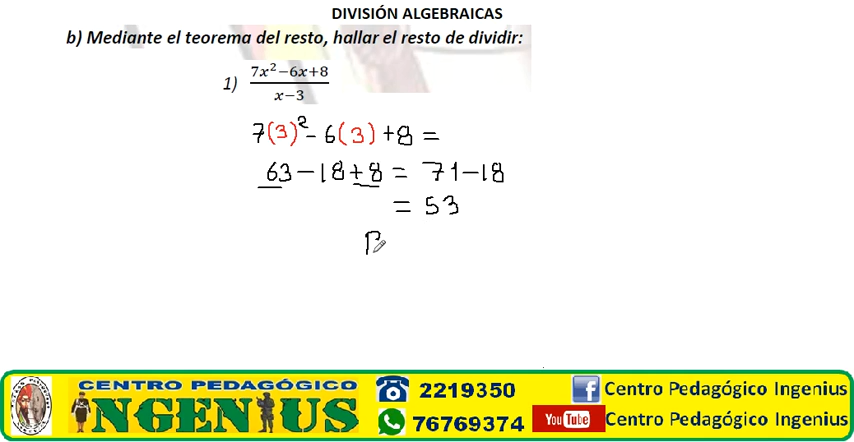 DIVISIÓN ALGEBRAICAS
b) Mediante el teorema del resto, hallar el resto de dividir:
1) \frac{7x²−6x+8}{x−3}
7(3)² - 6(3) + 8 =
63 - 18 + 8 = 71 - 18
= 53
CENTRO PEDAGÓGICO
INGENIUS
2219350
76769374
f Centro Pedagógico Ingenius
YouTube Centro Pedagógico Ingenius